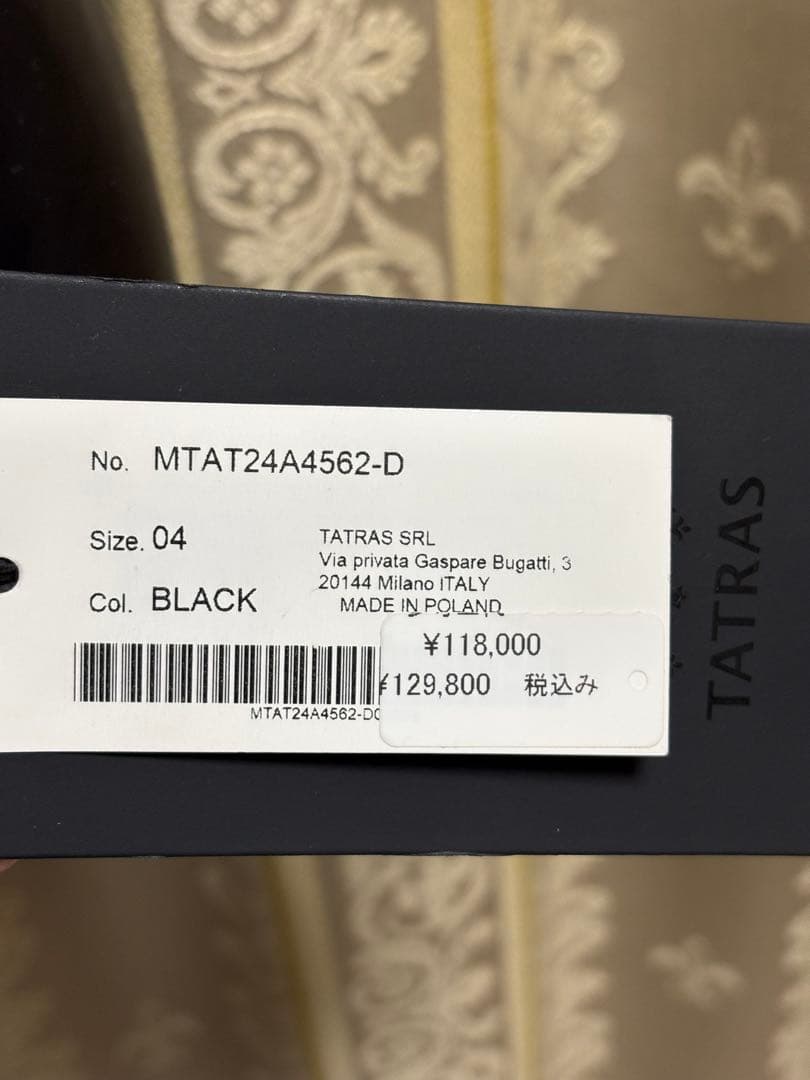 No. MTAT24A4562-D
Size. 04
Col. BLACK
TATRAS SRL
Via privata Gaspare Bugatti, 3
20144 Milano ITALY
MADE IN POLAND
¥118,000
¥129,800 税込み
MTAT24A4562-D
TATRAS